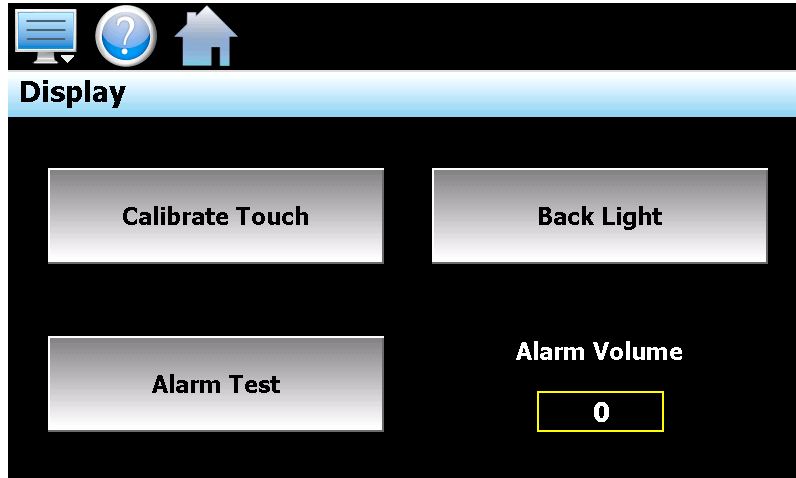 ?
Display
Calibrate Touch
Back Light
Alarm Test
Alarm Volume
0